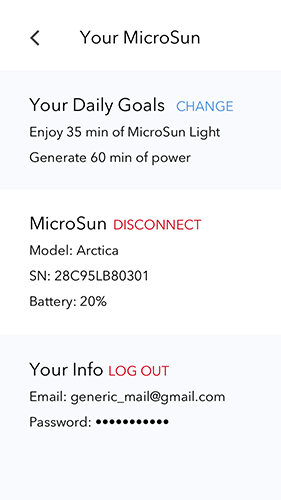 Your MicroSun
Your Daily Goals CHANGE
Enjoy 35 min of MicroSun Light
Generate 60 min of power
MicroSun DISCONNECT
Model: Arctica
SN: 28C95LB80301
Battery: 20%
Your Info LOG OUT
Email: generic_mail@gmail.com
Password: •••••••••••